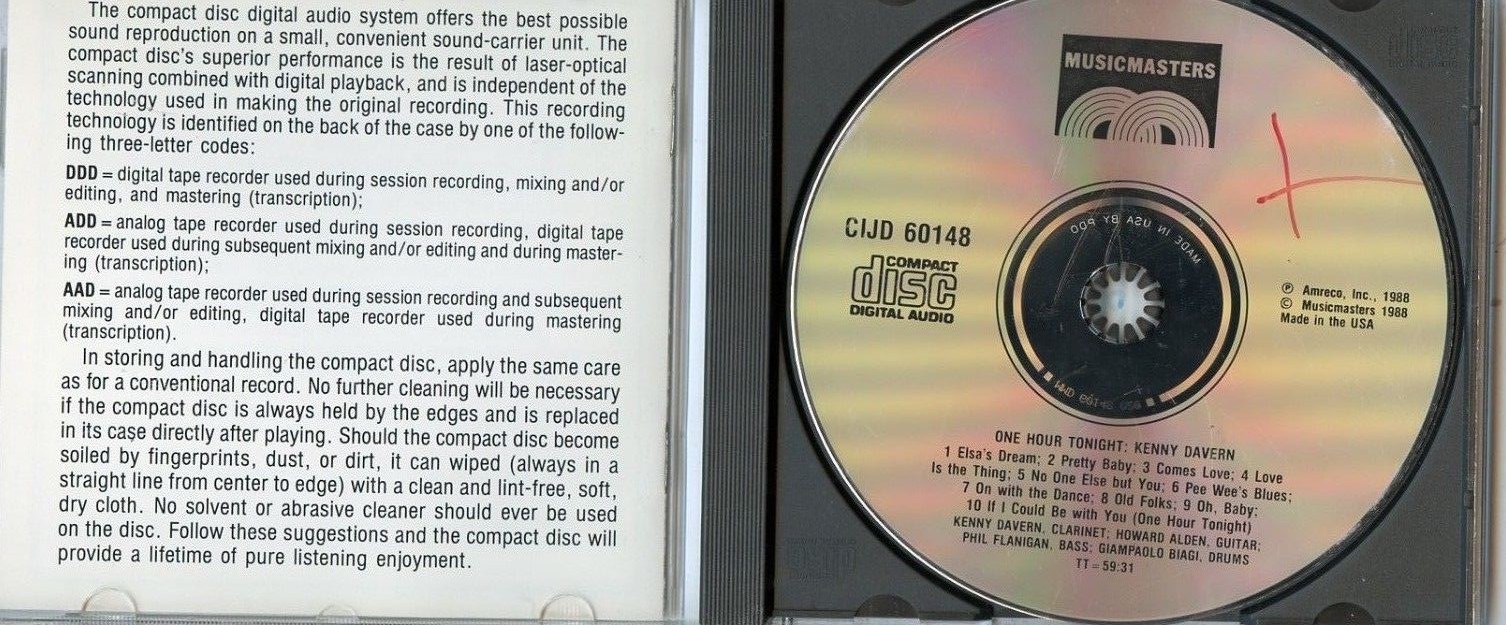 The compact disc digital audio system offers the best possible
sound reproduction on a small, convenient sound-carrier unit. The
compact disc's superior performance is the result of laser-optical
scanning combined with digital playback, and is independent of the
technology used in making the original recording. This recording
technology is identified on the back of the case by one of the follow-
ing three-letter codes:
DDD = digital tape recorder used during session recording, mixing and/or
editing, and mastering (transcription);
ADD = analog tape recorder used during session recording, digital tape
recorder used during subsequent mixing and/or editing and during master-
ing (transcription);
AAD = analog tape recorder used during session recording and subsequent
mixing and/or editing, digital tape recorder used during mastering
(transcription).
In storing and handling the compact disc, apply the same care
as for a conventional record. No further cleaning will be necessary
if the compact disc is always held by the edges and is replaced
in its case directly after playing. Should the compact disc become
soiled by fingerprints, dust, or dirt, it can wiped (always in a
straight line from center to edge) with a clean and lint-free, soft,
dry cloth. No solvent or abrasive cleaner should ever be used
on the disc. Follow these suggestions and the compact disc will
provide a lifetime of pure listening enjoyment.
MUSICMASTERS
CIJD 60148
COMPACT
disc
DIGITAL AUDIO
MADE IN USA BY PDO
℗ Amreco, Inc., 1988
© Musicmasters 1988
Made in the USA
ONE HOUR TONIGHT: KENNY DAVERN
1 Elsa's Dream; 2 Pretty Baby; 3 Comes Love; 4 Love
Is the Thing; 5 No One Else but You; 6 Pee Wee's Blues;
7 On with the Dance; 8 Old Folks; 9 Oh, Baby;
10 If I Could Be with You (One Hour Tonight)
KENNY DAVERN, CLARINET; HOWARD ALDEN, GUITAR;
PHIL FLANIGAN, BASS; GIAMPAOLO BIAGI, DRUMS
TT = 59:31